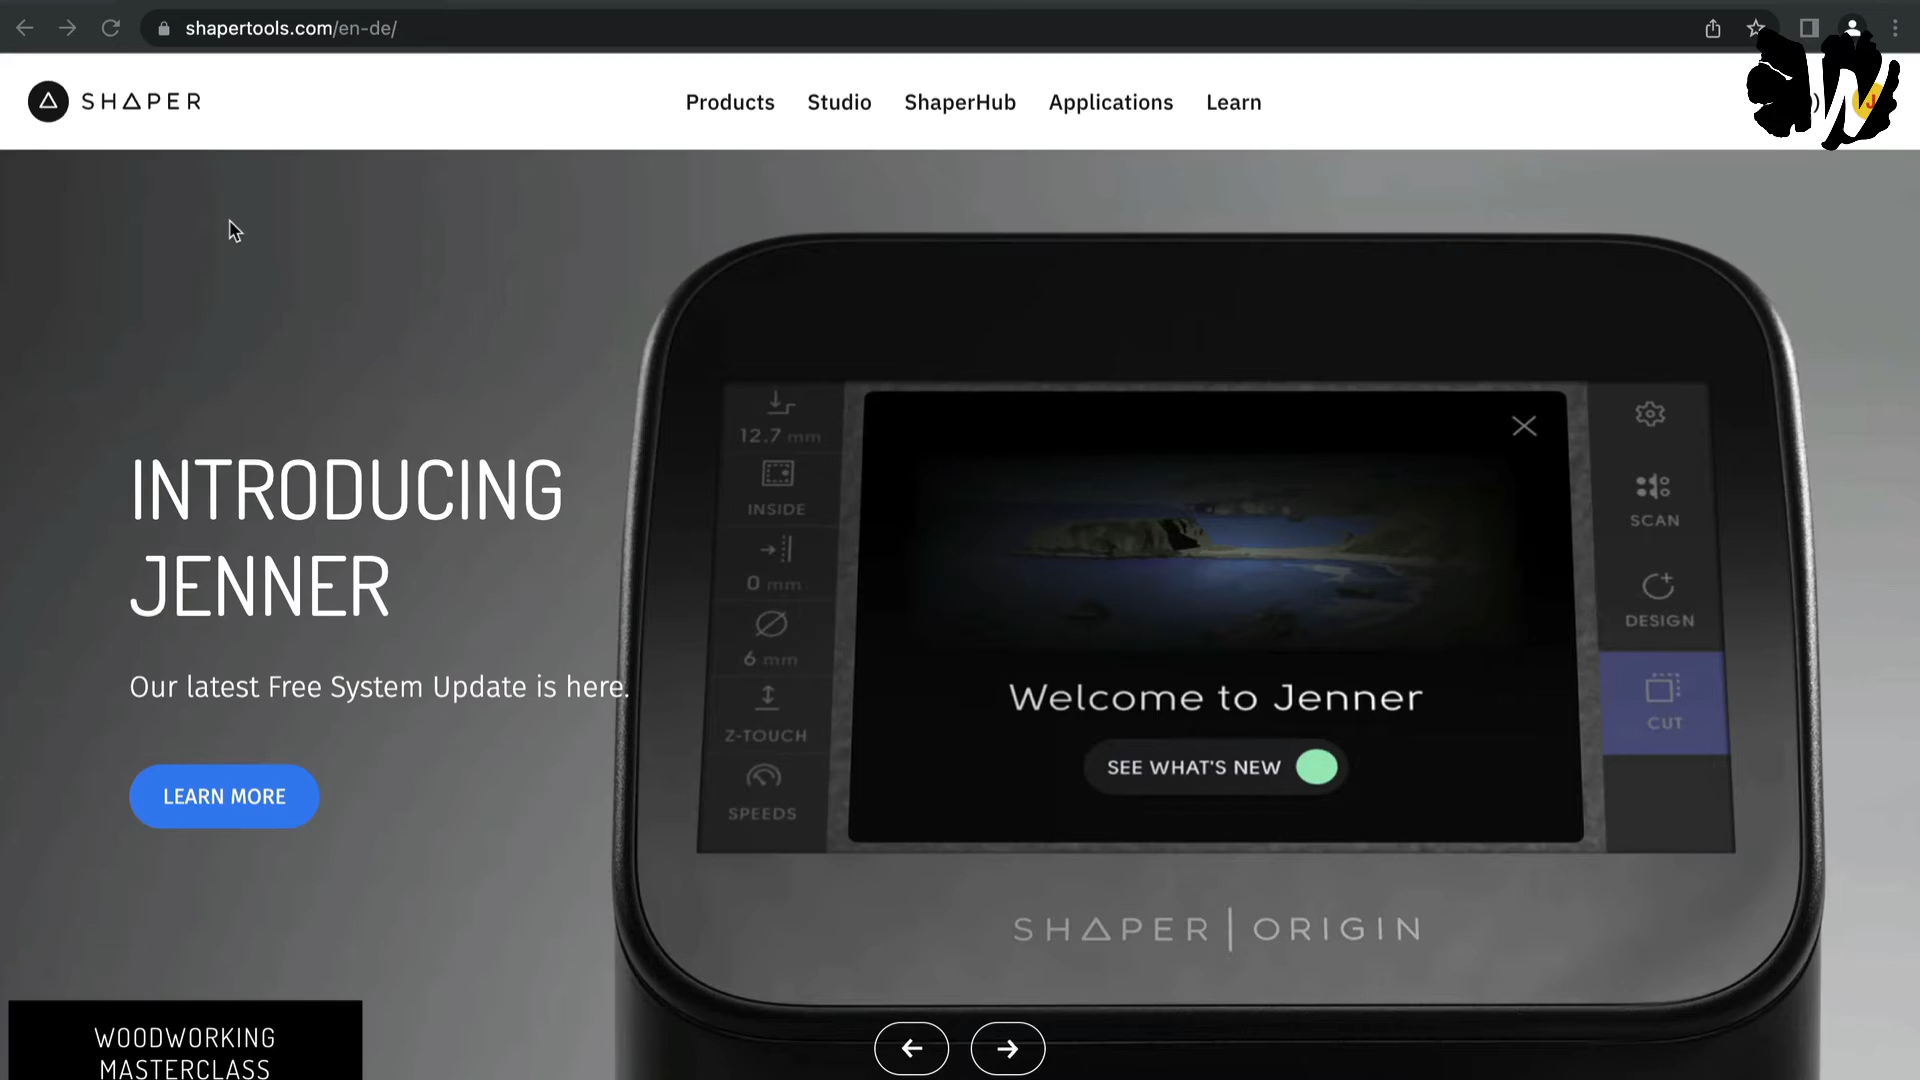 shapertools.com/en-de/
SHAPER
Products Studio ShaperHub Applications Learn
INTRODUCING
JENNER
Our latest Free System Update is here.
LEARN MORE
WOODWORKING
MASTERCLASS
12.7 mm
INSIDE
0 mm
6 mm
Z-TOUCH
SPEEDS
Welcome to Jenner
SEE WHAT'S NEW
SCAN
DESIGN
CUT
SHAPER | ORIGIN
W
J